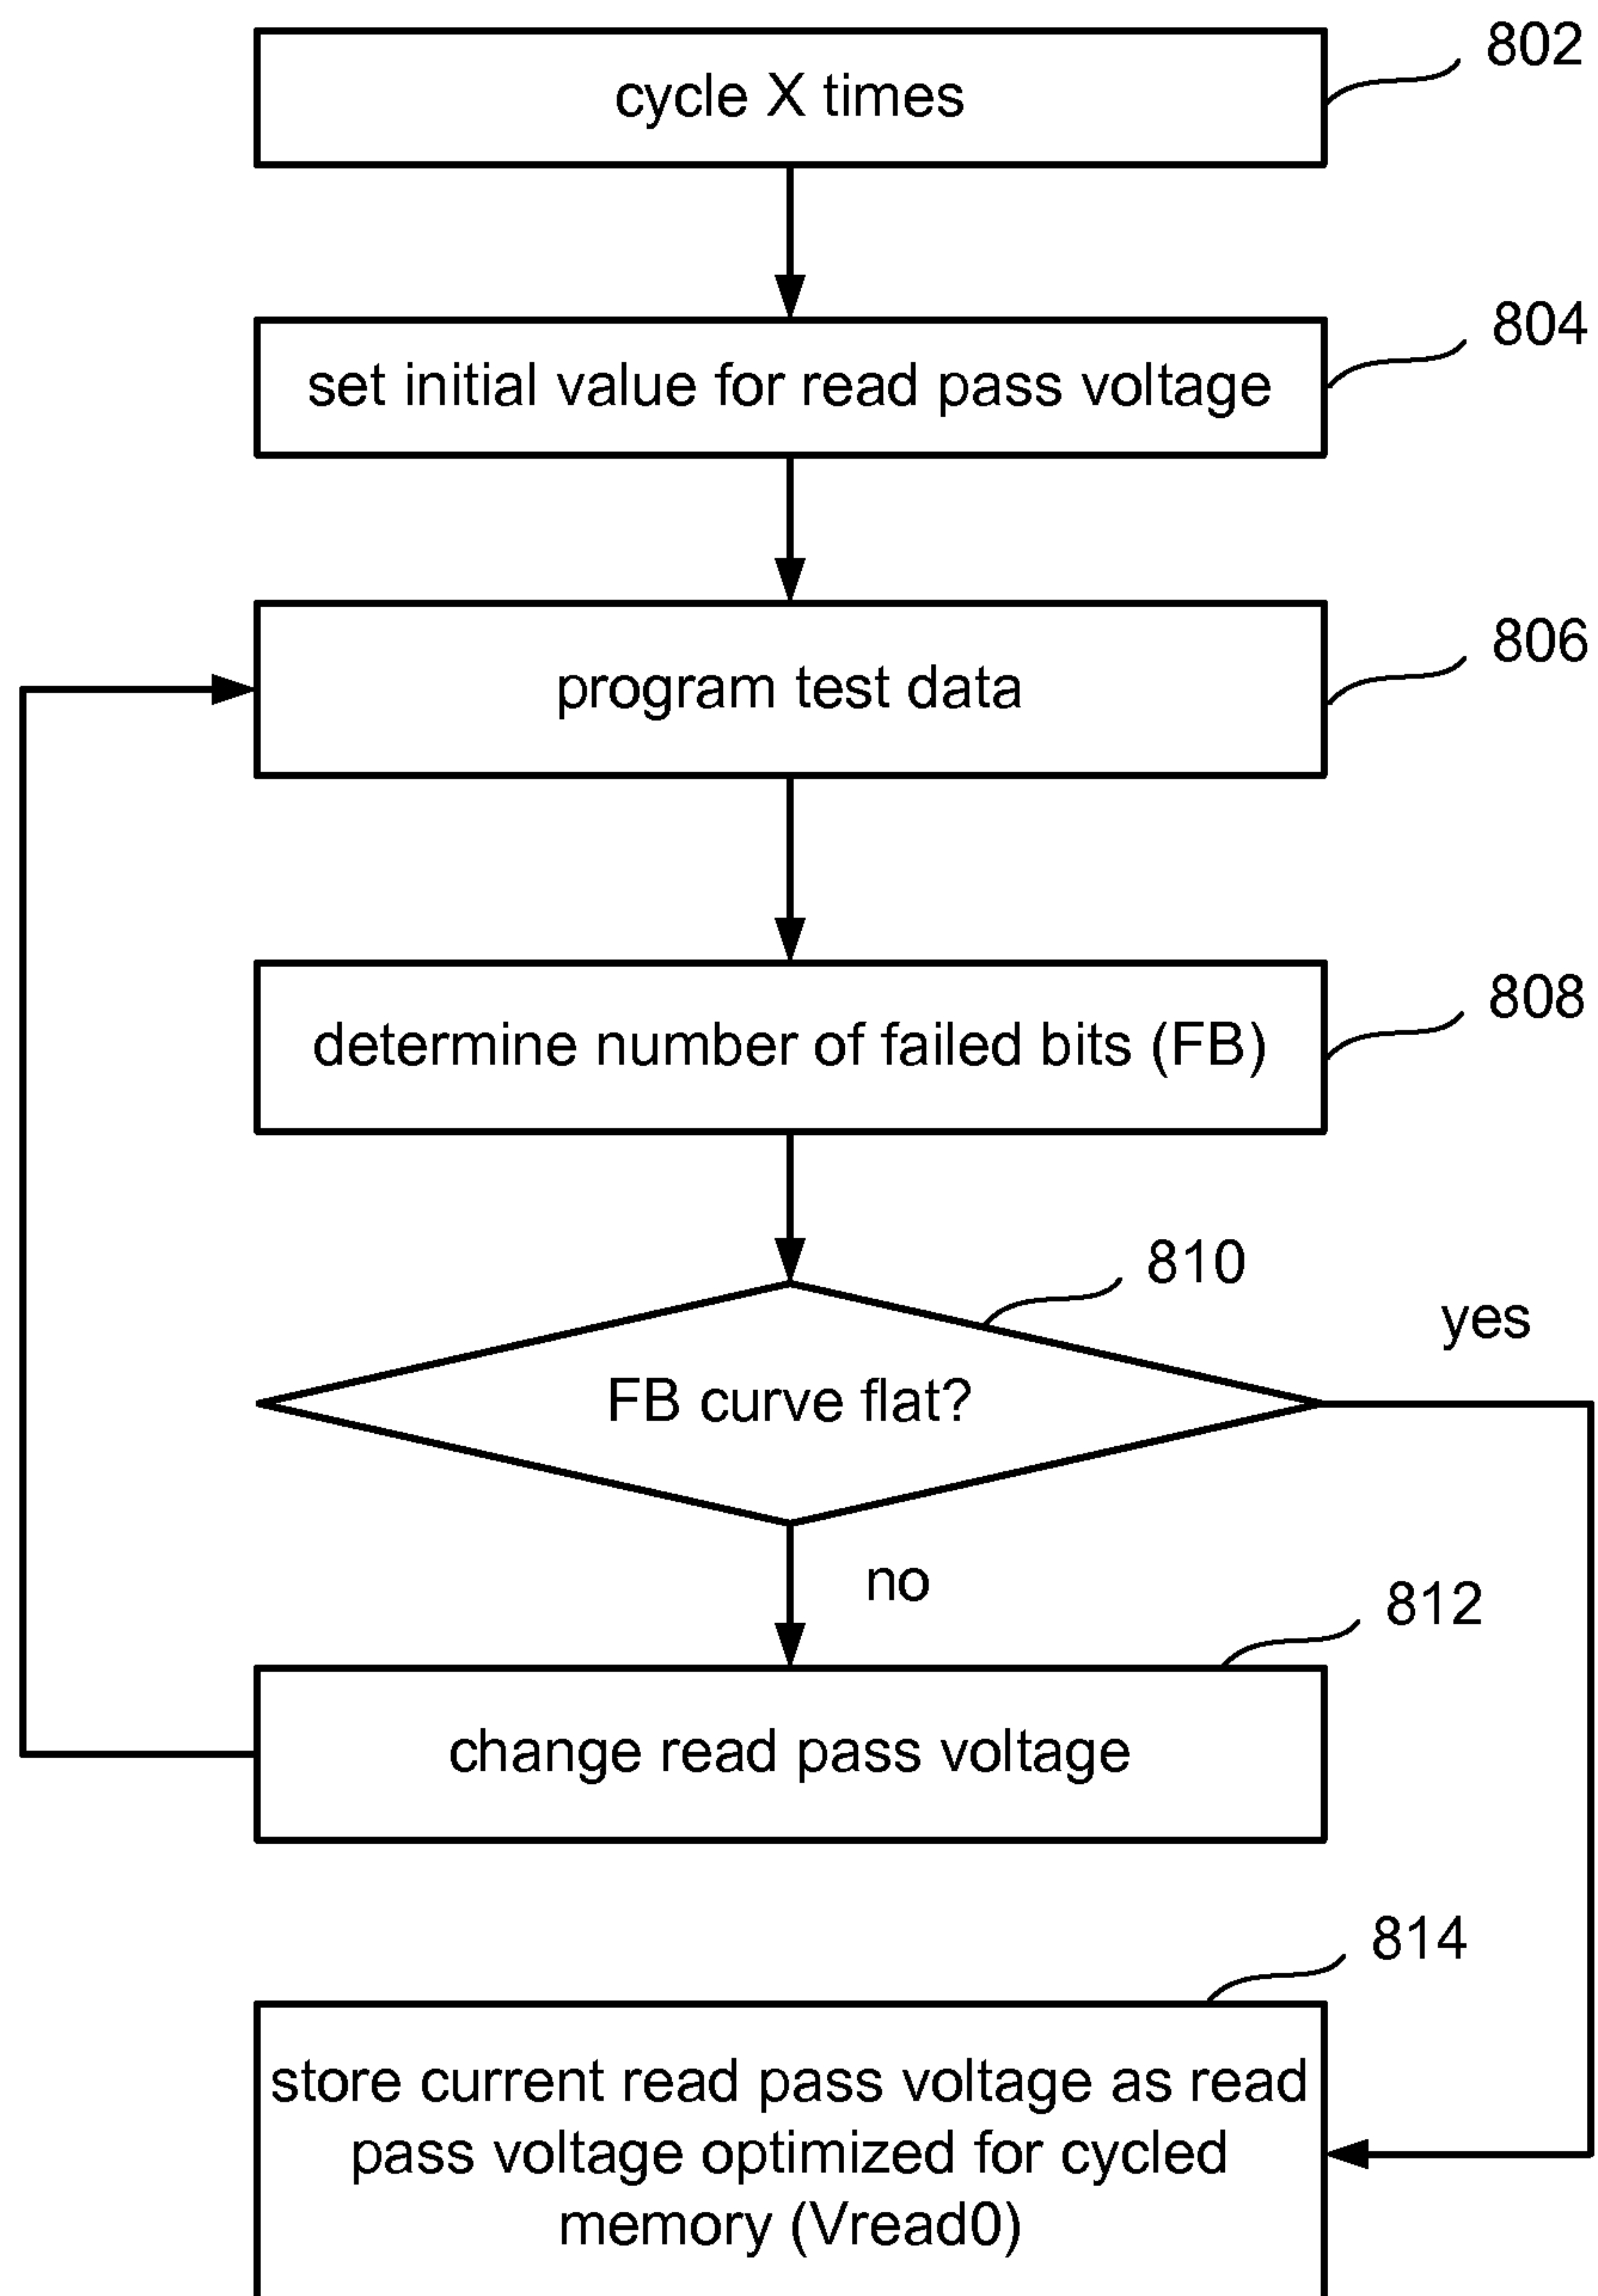 802
cycle X times
804
set initial value for read pass voltage
806
program test data
808
determine number of failed bits (FB)
810
yes
FB curve flat?
no
812
change read pass voltage
814
store current read pass voltage as read
pass voltage optimized for cycled
memory (Vread0)